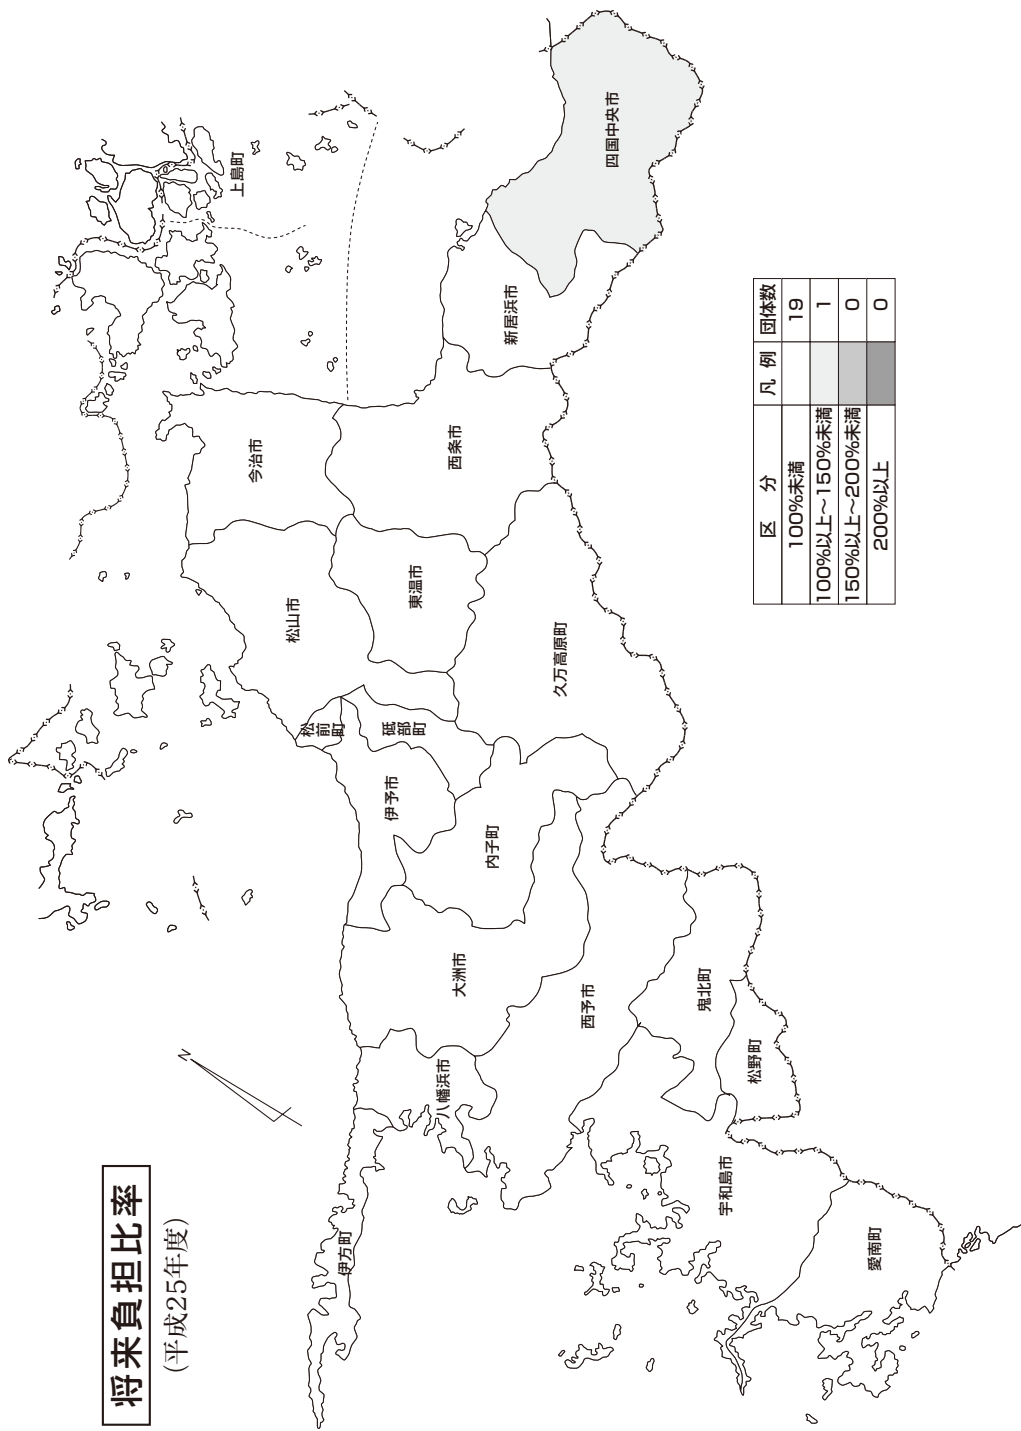 将来負担比率
(平成25年度)
区 分 凡 例 団体数
100%未満 19
100%以上～150%未満 1
150%以上～200%未満 0
200%以上 0
N
上島町
今治市
松山市
松前町
砥部町
東温市
西条市
新居浜市
四国中央市
久万高原町
伊予市
内子町
大洲市
八幡浜市
伊方町
西予市
鬼北町
松野町
宇和島市
愛南町